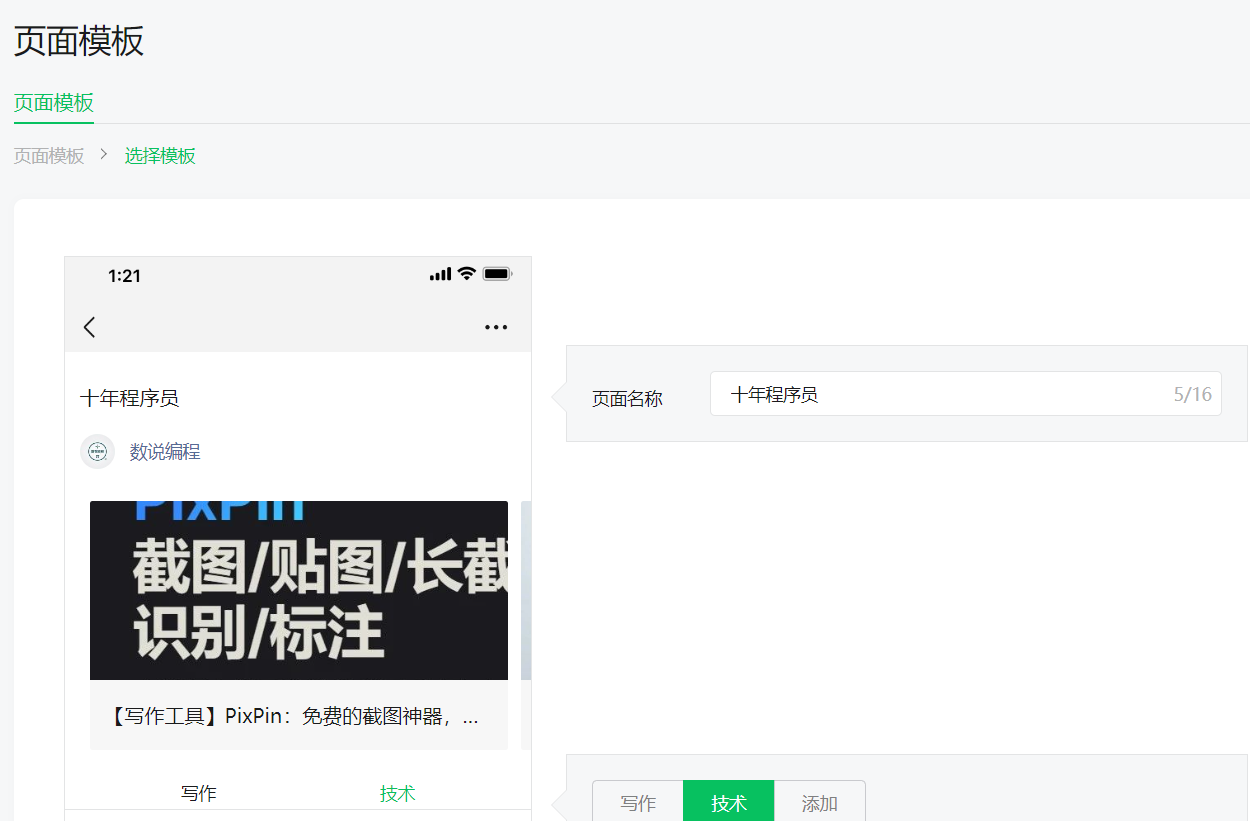 页面模板
页面模板
页面模板 > 选择模板
1:21
十年程序员
页面名称
十年程序员 5/16
数说编程
PixPin
截图/贴图/长截
识别/标注
【写作工具】PixPin：免费的截图神器，...
写作 技术
写作 技术 添加